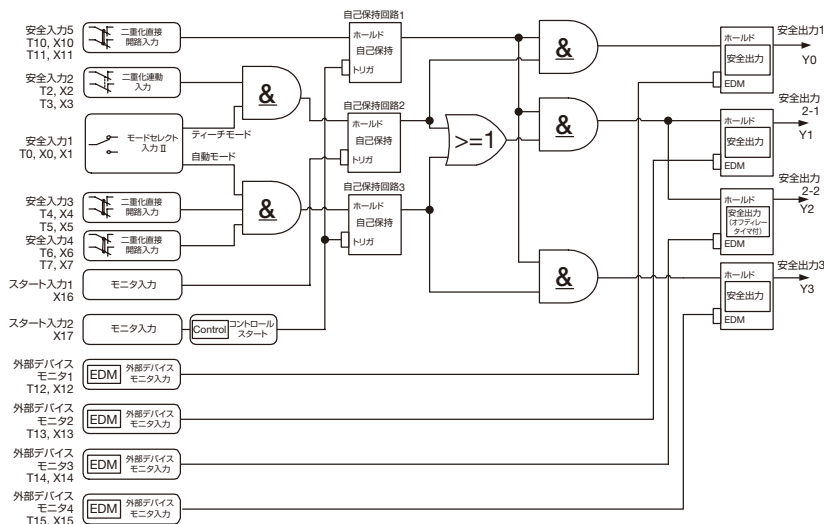 安全入力5
T10, X10
T11, X11
二重化直接
開路入力
安全入力2
T2, X2
T3, X3
二重化連動
入力
安全入力1
T0, X0, X1
モードセレクト
入力 II
ティーチモード
自動モード
安全入力3
T4, X4
T5, X5
二重化直接
開路入力
安全入力4
T6, X6
T7, X7
二重化直接
開路入力
スタート入力1
X16
モニタ入力
スタート入力2
X17
モニタ入力
Control
コントロール
スタート
外部デバイス
モニタ1
T12, X12
EDM
外部デバイス
モニタ入力
外部デバイス
モニタ2
T13, X13
EDM
外部デバイス
モニタ入力
外部デバイス
モニタ3
T14, X14
EDM
外部デバイス
モニタ入力
外部デバイス
モニタ4
T15, X15
EDM
外部デバイス
モニタ入力
&
&
自己保持回路1
ホールド
自己保持
トリガ
自己保持回路2
ホールド
自己保持
トリガ
自己保持回路3
ホールド
自己保持
トリガ
>=1
&
&
&
ホールド
安全出力
EDM
安全出力1
Y0
ホールド
安全出力
EDM
安全出力
2-1
Y1
ホールド
安全出力
(オフディレー
タイマ付)
EDM
安全出力
2-2
Y2
ホールド
安全出力
EDM
安全出力3
Y3